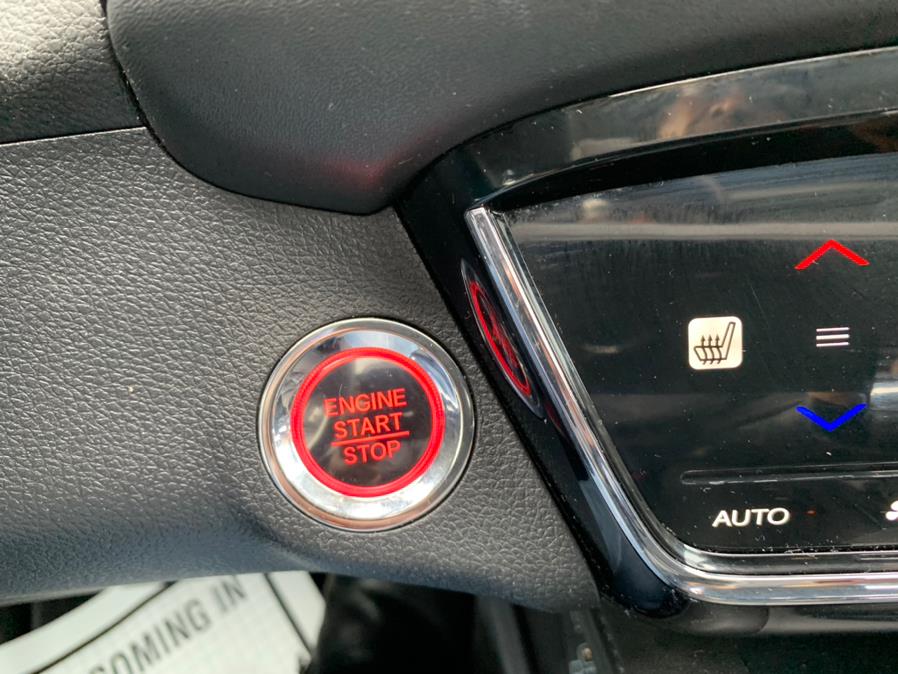 ENGINE
START
STOP
AUTO
COMING IN